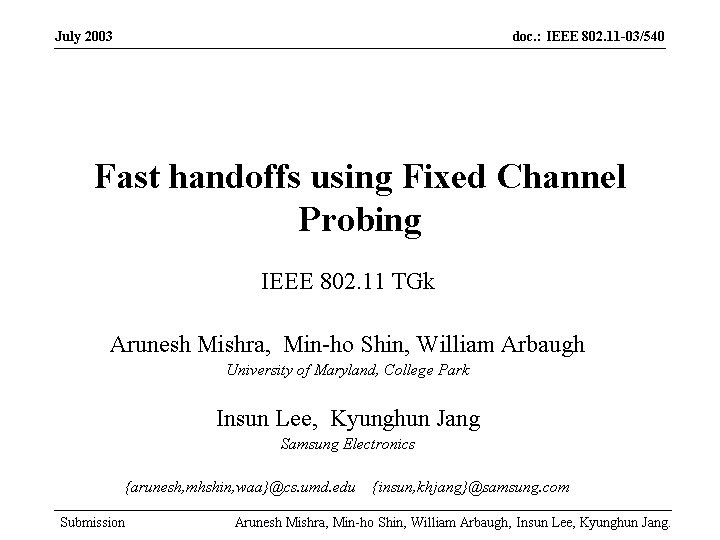 July 2003
doc.: IEEE 802.11-03/540
Fast handoffs using Fixed Channel
Probing
IEEE 802.11 TGk
Arunesh Mishra, Min-ho Shin, William Arbaugh
University of Maryland, College Park
Insun Lee, Kyunghun Jang
Samsung Electronics
{arunesh,mhshin,waa}@cs.umd.edu {insun,khjang}@samsung.com
Submission
Arunesh Mishra, Min-ho Shin, William Arbaugh, Insun Lee, Kyunghun Jang.